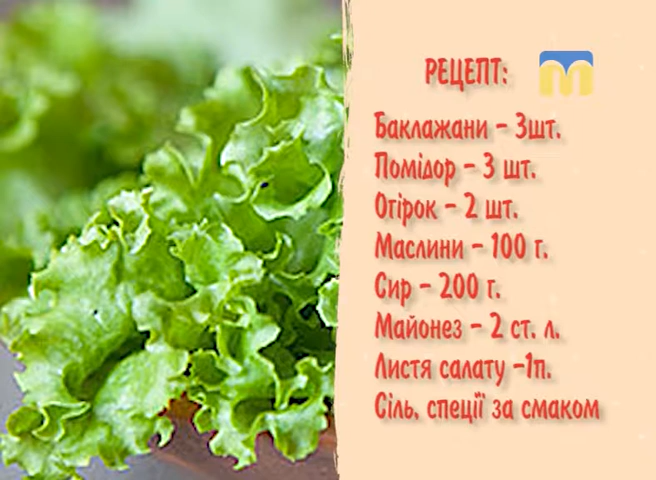 РЕЦЕПТ:
Баклажани - 3шт.
Помідор - 3 шт.
Огірок - 2 шт.
Маслини - 100 г.
Сир - 200 г.
Майонез - 2 ст. л.
Листя салату -1п.
Сіль, спеції за смаком